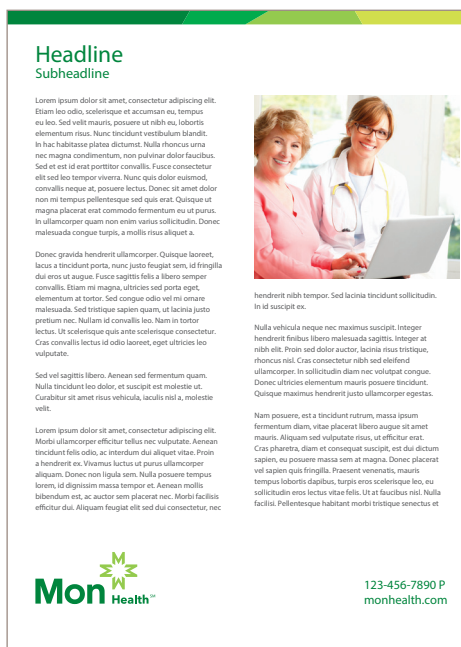 Headline
Subheadline
Lorem ipsum dolor sit amet, consectetur adipiscing elit.
Etiam leo odio, scelerisque et accumsan eu, tempus
eu leo. Sed velit mauris, posuere ut nibh eu, lobortis
elementum risus. Nunc tincidunt vestibulum blandit.
In hac habitasse platea dictumst. Nulla rhoncus urna
nec magna condimentum, non pulvinar dolor faucibus.
Sed et est id erat porttitor convallis. Fusce consectetur
elit sed leo tempor viverra. Nunc quis dolor euismod,
convallis neque at, posuere lectus. Donec sit amet dolor
non mi tempus pellentesque sed quis erat. Quisque ut
magna placerat erat commodo fermentum eu ut purus.
In ullamcorper quam non enim varius sollicitudin. Donec
malesuada congue turpis, a mollis risus aliquet a.
Donec gravida hendrerit ullamcorper. Quisque laoreet,
lacus a tincidunt porta, nunc justo feugiat sem, id fringilla
dui eros ut augue. Fusce sagittis felis a libero semper
convallis. Etiam mi magna, ultricies sed porta eget,
elementum at tortor. Sed congue odio vel mi ornare
malesuada. Sed tristique sapien quam, ut lacinia justo
pretium nec. Nullam id convallis leo. Nam in tortor
lectus. Ut scelerisque quis ante scelerisque consectetur.
Cras convallis lectus id odio laoreet, eget ultricies leo
vulputate.
Sed vel sagittis libero. Aenean sed fermentum quam.
Nulla tincidunt leo dolor, et suscipit est molestie ut.
Curabitur sit amet risus vehicula, iaculis nisl a, molestie
velit.
Lorem ipsum dolor sit amet, consectetur adipiscing elit.
Morbi ullamcorper efficitur tellus nec vulputate. Aenean
tincidunt felis odio, ac interdum dui aliquet vitae. Proin
a hendrerit ex. Vivamus luctus ut purus ullamcorper
aliquam. Donec non ligula sem. Nulla posuere tempus
lorem, id dignissim massa tempor et. Aenean mollis
bibendum est, ac auctor sem placerat nec. Morbi facilisis
efficitur dui. Aliquam feugiat elit sed dui consectetur, nec
hendrerit nibh tempor. Sed lacinia tincidunt sollicitudin.
In id suscipit ex.
Nulla vehicula neque nec maximus suscipit. Integer
hendrerit finibus libero malesuada sagittis. Integer at
nibh elit. Proin sed dolor auctor, lacinia risus tristique,
rhoncus nisl. Cras consectetur nibh sed eleifend
ullamcorper. In sollicitudin diam nec volutpat congue.
Donec ultricies elementum mauris posuere tincidunt.
Quisque maximus hendrerit justo ullamcorper egestas.
Nam posuere, est a tincidunt rutrum, massa ipsum
fermentum diam, vitae placerat libero augue sit amet
mauris. Aliquam sed vulputate risus, ut efficitur erat.
Cras pharetra, diam et consequat suscipit, est dui dictum
sapien, eu posuere massa sem at magna. Donec placerat
vel sapien quis fringilla. Praesent venenatis, mauris
tempus lobortis dapibus, turpis eros scelerisque leo, eu
sollicitudin eros lectus vitae felis. Ut at faucibus nisl. Nulla
facilisi. Pellentesque habitant morbi tristique senectus et
Mon Health℠
123-456-7890 P
monhealth.com